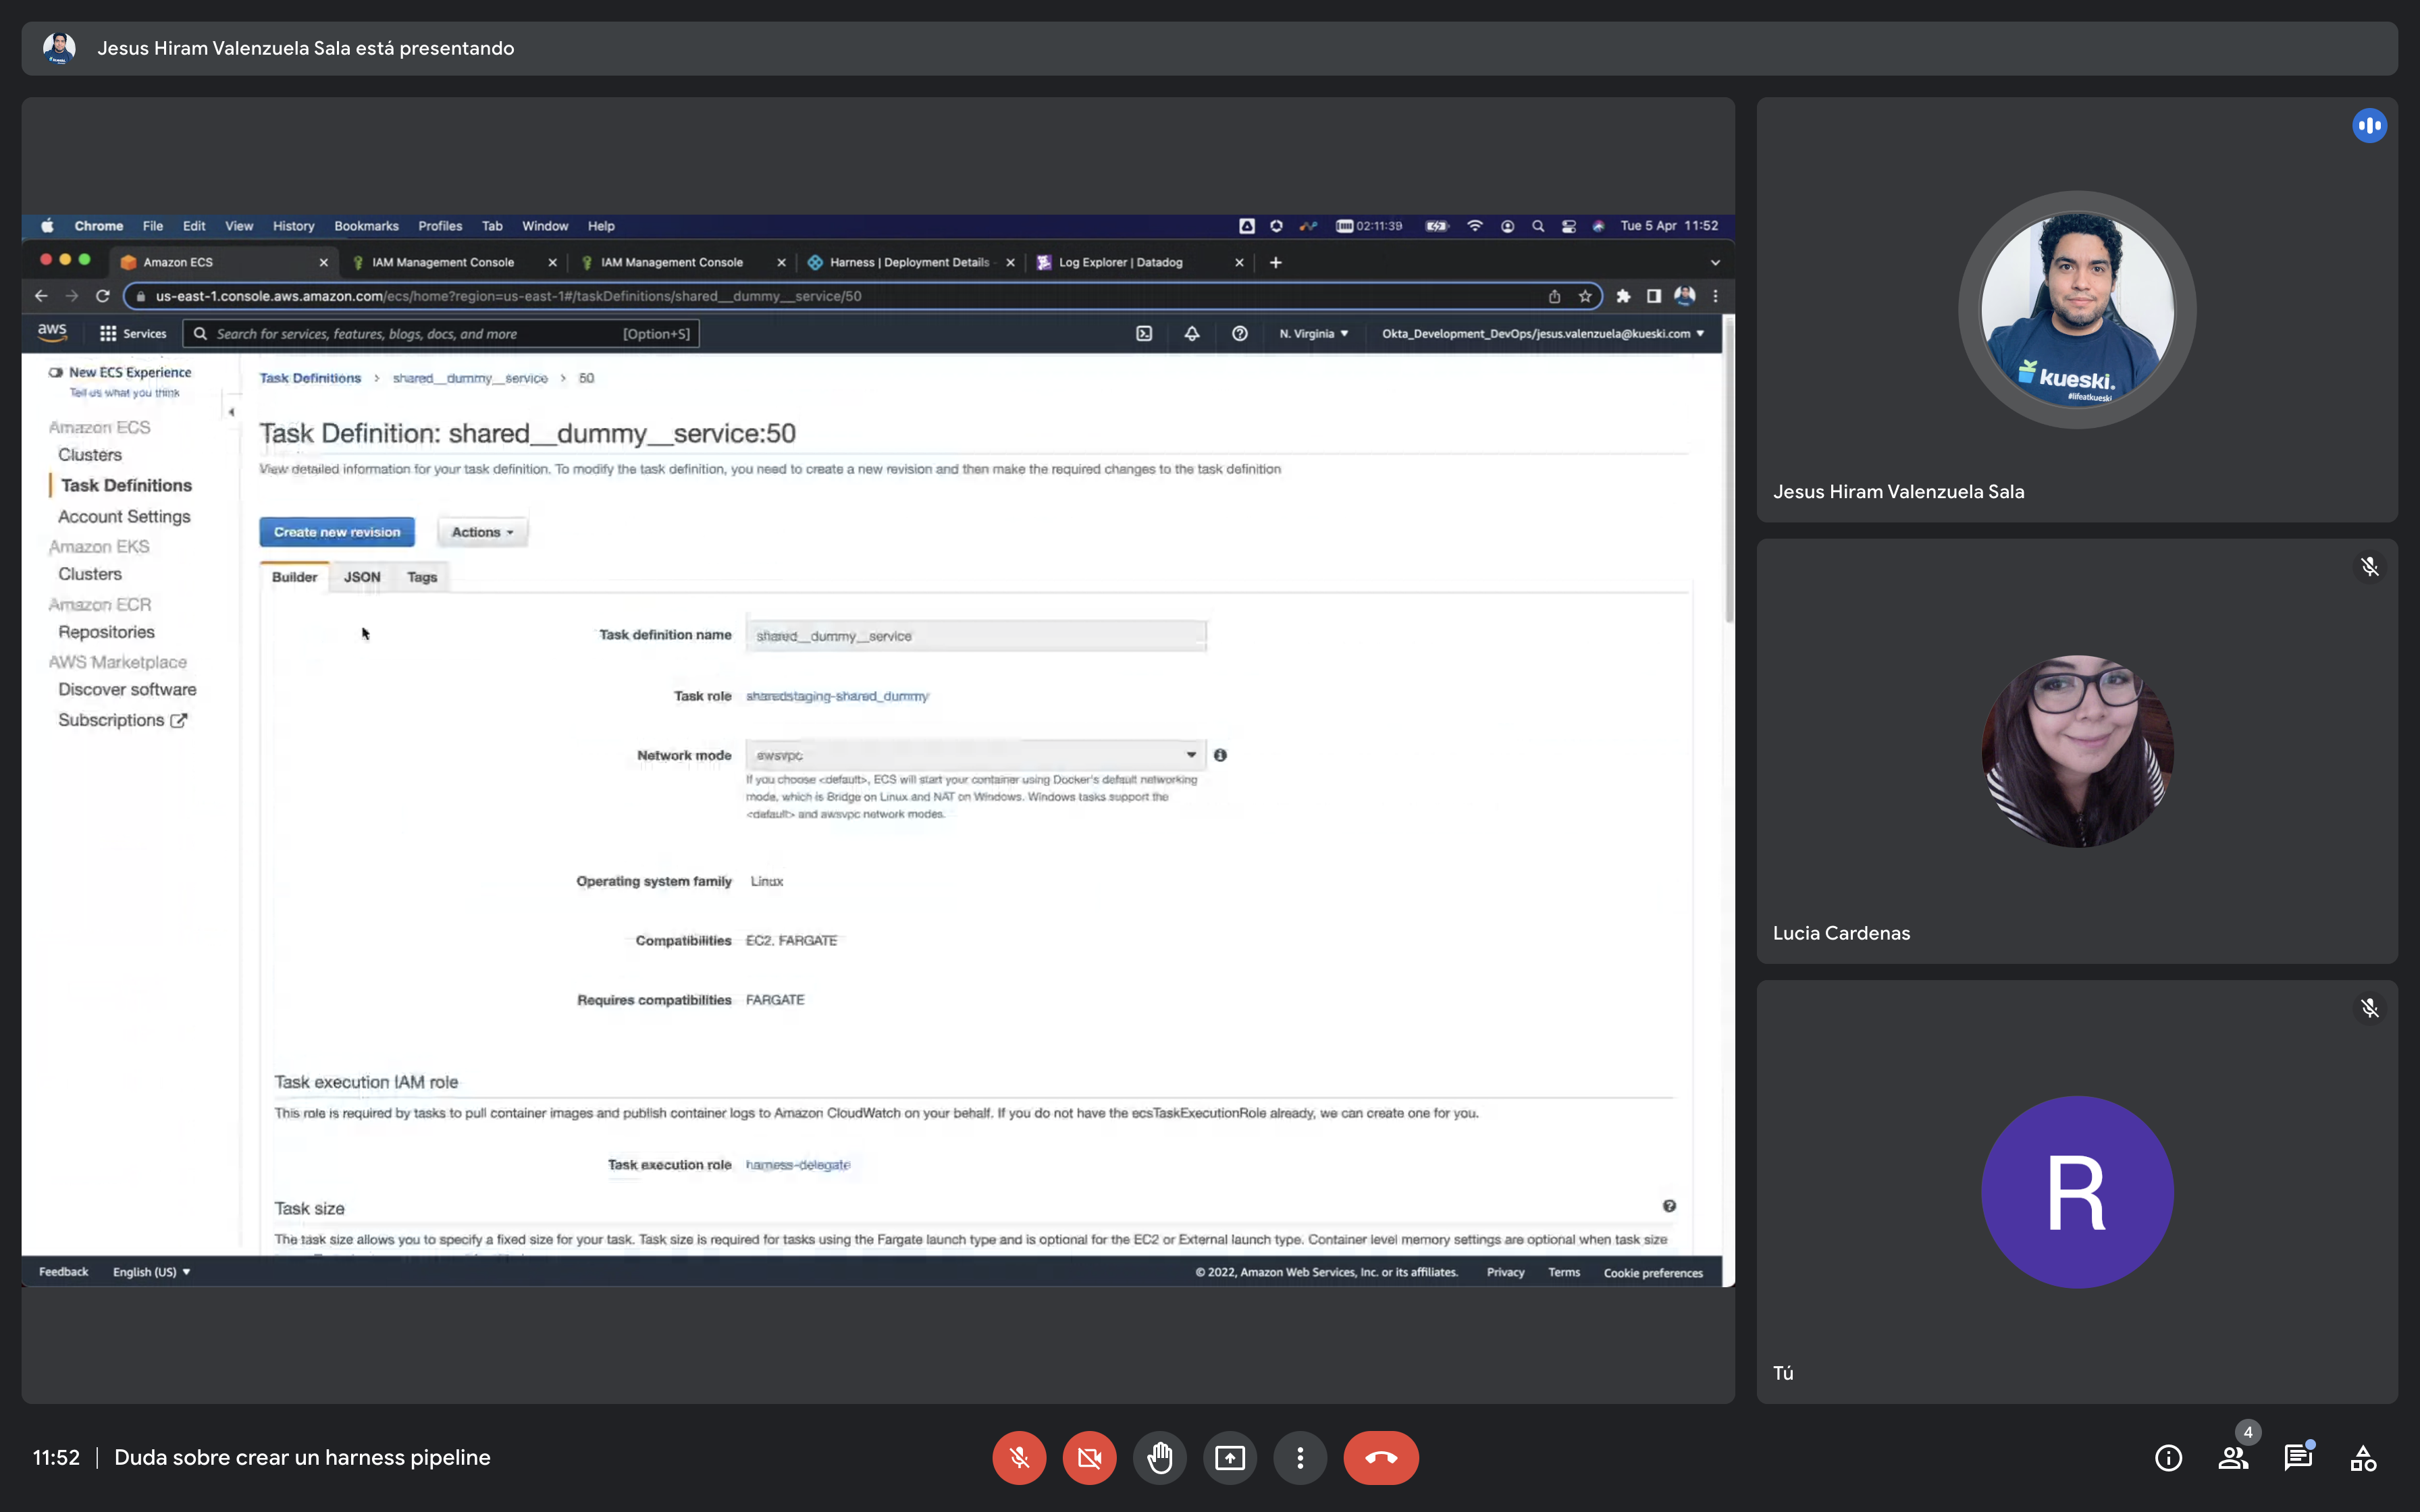 Jesus Hiram Valenzuela Sala está presentando
Chrome File Edit View History Bookmarks Profiles Tab Window Help 02:11:39 Tue 5 Apr 11:52
Amazon ECS IAM Management Console IAM Management Console Harness | Deployment Details Log Explorer | Datadog
us-east-1.console.aws.amazon.com/ecs/home?region=us-east-1#/taskDefinitions/shared__dummy__service/50
aws Services Search for services, features, blogs, docs, and more [Option+S] N. Virginia Okta_Development_DevOps/jesus.valenzuela@kueski.com
New ECS Experience
Tell us what you think
Amazon ECS
Clusters
Task Definitions
Account Settings
Amazon EKS
Clusters
Amazon ECR
Repositories
AWS Marketplace
Discover software
Subscriptions
Task Definitions > shared__dummy__service > 50
Task Definition: shared__dummy__service:50
View detailed information for your task definition. To modify the task definition, you need to create a new revision and then make the required changes to the task definition
Create new revision Actions
Builder JSON Tags
Task definition name shared__dummy__service
Task role sharedstaging-shared_dummy
Network mode awsvpc
If you choose <default>, ECS will start your container using Docker's default networking
mode, which is Bridge on Linux and NAT on Windows. Windows tasks support the
<default> and awsvpc network modes.
Operating system family Linux
Compatibilities EC2, FARGATE
Requires compatibilities FARGATE
Task execution IAM role
This role is required by tasks to pull container images and publish container logs to Amazon CloudWatch on your behalf. If you do not have the ecsTaskExecutionRole already, we can create one for you.
Task execution role harness-delegate
Task size
The task size allows you to specify a fixed size for your task. Task size is required for tasks using the Fargate launch type and is optional for the EC2 or External launch type. Container level memory settings are optional when task size
Feedback English (US) © 2022, Amazon Web Services, Inc. or its affiliates. Privacy Terms Cookie preferences
kueski.
#lifeatkueski
Jesus Hiram Valenzuela Sala
Lucia Cardenas
R
Tú
11:52 | Duda sobre crear un harness pipeline
4